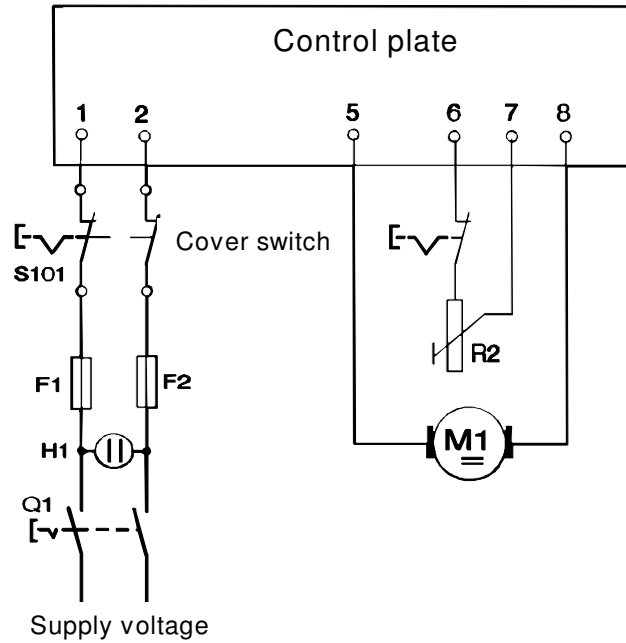 Control plate
1 2 5 6 7 8
S101 Cover switch
F1 F2 R2
H1 M1
Q1
Supply voltage